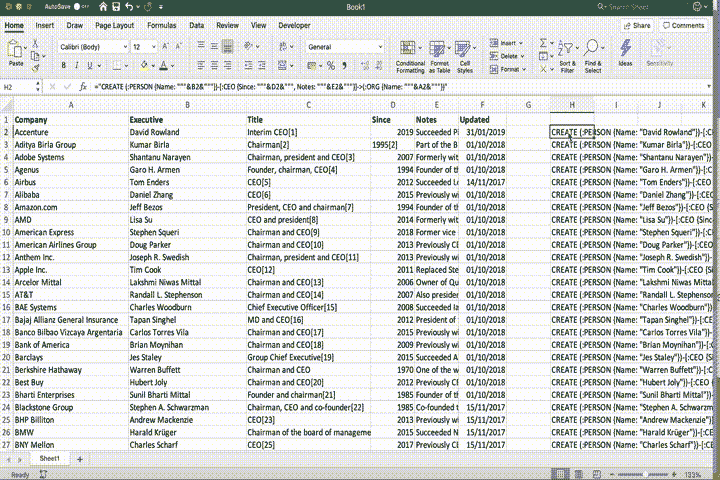 AutoSave OFF Book1 Search Sheet
Home Insert Draw Page Layout Formulas Data Review View Developer Share Comments
Paste Calibri (Body) 12 General Conditional Formatting Format as Table Cell Styles Insert Delete Format Sort & Filter Find & Select Ideas Sensitivity
H2 fx ="CREATE (:PERSON {Name: """&B2&"""})-[:CEO {Since: """&D2&""", Notes: """&E2&"""}]->(:ORG {Name: """&A2&"""})"
A B C D E F G H I J K
1 Company Executive Title Since Notes Updated
2 Accenture David Rowland Interim CEO[1] 2019 Succeeded Pi 31/01/2019 CREATE (:PERSON {Name: "David Rowland"})-[:CE
3 Aditya Birla Group Kumar Birla Chairman[2] 1995[2] Part of the B 01/10/2018 CREATE (:PERSON {Name: "Kumar Birla"})-[:CEO
4 Adobe Systems Shantanu Narayen Chairman, president and CEO[3] 2007 Formerly with 01/10/2018 CREATE (:PERSON {Name: "Shantanu Narayen"})-
5 Agenus Garo H. Armen Founder, chairman, CEO[4] 1994 Founder of th 01/10/2018 CREATE (:PERSON {Name: "Garo H. Armen"})-[:C
6 Airbus Tom Enders CEO[5] 2012 Succeeded Lo 14/11/2017 CREATE (:PERSON {Name: "Tom Enders"})-[:CEO
7 Alibaba Daniel Zhang CEO[6] 2015 Previously wi 01/10/2018 CREATE (:PERSON {Name: "Daniel Zhang"})-[:CEO
8 Amazon.com Jeff Bezos President, CEO and chairman[7] 1994 Founder of th 01/10/2018 CREATE (:PERSON {Name: "Jeff Bezos"})-[:CEO {S
9 AMD Lisa Su CEO and president[8] 2014 Formerly wit 01/10/2018 CREATE (:PERSON {Name: "Lisa Su"})-[:CEO {Sinc
10 American Express Stephen Squeri Chairman and CEO[9] 2018 Former vice 01/10/2018 CREATE (:PERSON {Name: "Stephen Squeri"})-[:C
11 American Airlines Group Doug Parker Chairman and CEO[10] 2013 Previously CE 01/10/2018 CREATE (:PERSON {Name: "Doug Parker"})-[:CEO
12 Anthem Inc. Joseph R. Swedish Chairman, president and CEO[11] 2013 Previously wi 01/10/2018 CREATE (:PERSON {Name: "Joseph R. Swedish"})-
13 Apple Inc. Tim Cook CEO[12] 2011 Replaced Ste 01/10/2018 CREATE (:PERSON {Name: "Tim Cook"})-[:CEO {S
14 Arcelor Mittal Lakshmi Niwas Mittal Chairman and CEO[13] 2006 Owner of 01/10/2018 CREATE (:PERSON {Name: "Lakshmi Niwas Mittal
15 AT&T Randall L. Stephenson Chairman and CEO[14] 2007 Also presiden 01/10/2018 CREATE (:PERSON {Name: "Randall L. Stephenso
16 BAE Systems Charles Woodburn Chief Executive Officer[15] 2008 Succeeded Ia 01/10/2018 CREATE (:PERSON {Name: "Charles Woodburn"})
17 Bajaj Allianz General Insurance Tapan Singhel MD and CEO[16] 2012 President of 01/10/2018 CREATE (:PERSON {Name: "Tapan Singhel"})-[:CE
18 Banco Bilbao Vizcaya Argentaria Carlos Torres Vila Chairman and CEO[17] 2015 Previously wi 01/10/2018 CREATE (:PERSON {Name: "Carlos Torres Vila"})-
19 Bank of America Brian Moynihan Chairman and CEO[18] 2009 Previously wi 01/10/2018 CREATE (:PERSON {Name: "Brian Moynihan"})-[:
20 Barclays Jes Staley Group Chief Executive[19] 2015 Succeeded A 01/10/2018 CREATE (:PERSON {Name: "Jes Staley"})-[:CEO {S
21 Berkshire Hathaway Warren Buffett Chairman and CEO 1970 One of the w 01/10/2018 CREATE (:PERSON {Name: "Warren Buffett"})-[:C
22 Best Buy Hubert Joly Chairman and CEO[20] 2012 Previously CE 01/10/2018 CREATE (:PERSON {Name: "Hubert Joly"})-[:CEO
23 Bharti Enterprises Sunil Bharti Mittal Founder and chairman[21] 1985 Founder of th 01/10/2018 CREATE (:PERSON {Name: "Sunil Bharti Mittal"})-
24 Blackstone Group Stephen A. Schwarzman Chairman, CEO and co-founder[22] 1985 Co-founded t 15/11/2017 CREATE (:PERSON {Name: "Stephen A. Schwarzm
25 BHP Billiton Andrew Mackenzie CEO[23] 2013 Previously wi 15/11/2017 CREATE (:PERSON {Name: "Andrew Mackenzie"})
26 BMW Harald Krüger Chairman of the board of manageme 2015 Succeeded N 15/11/2017 CREATE (:PERSON {Name: "Harald Krüger"})-[:CE
27 BNY Mellon Charles Scharf CEO[25] 2017 Previously CE 15/11/2017 CREATE (:PERSON {Name: "Charles Scharf"})-[:CE
Sheet1
Ready 133%